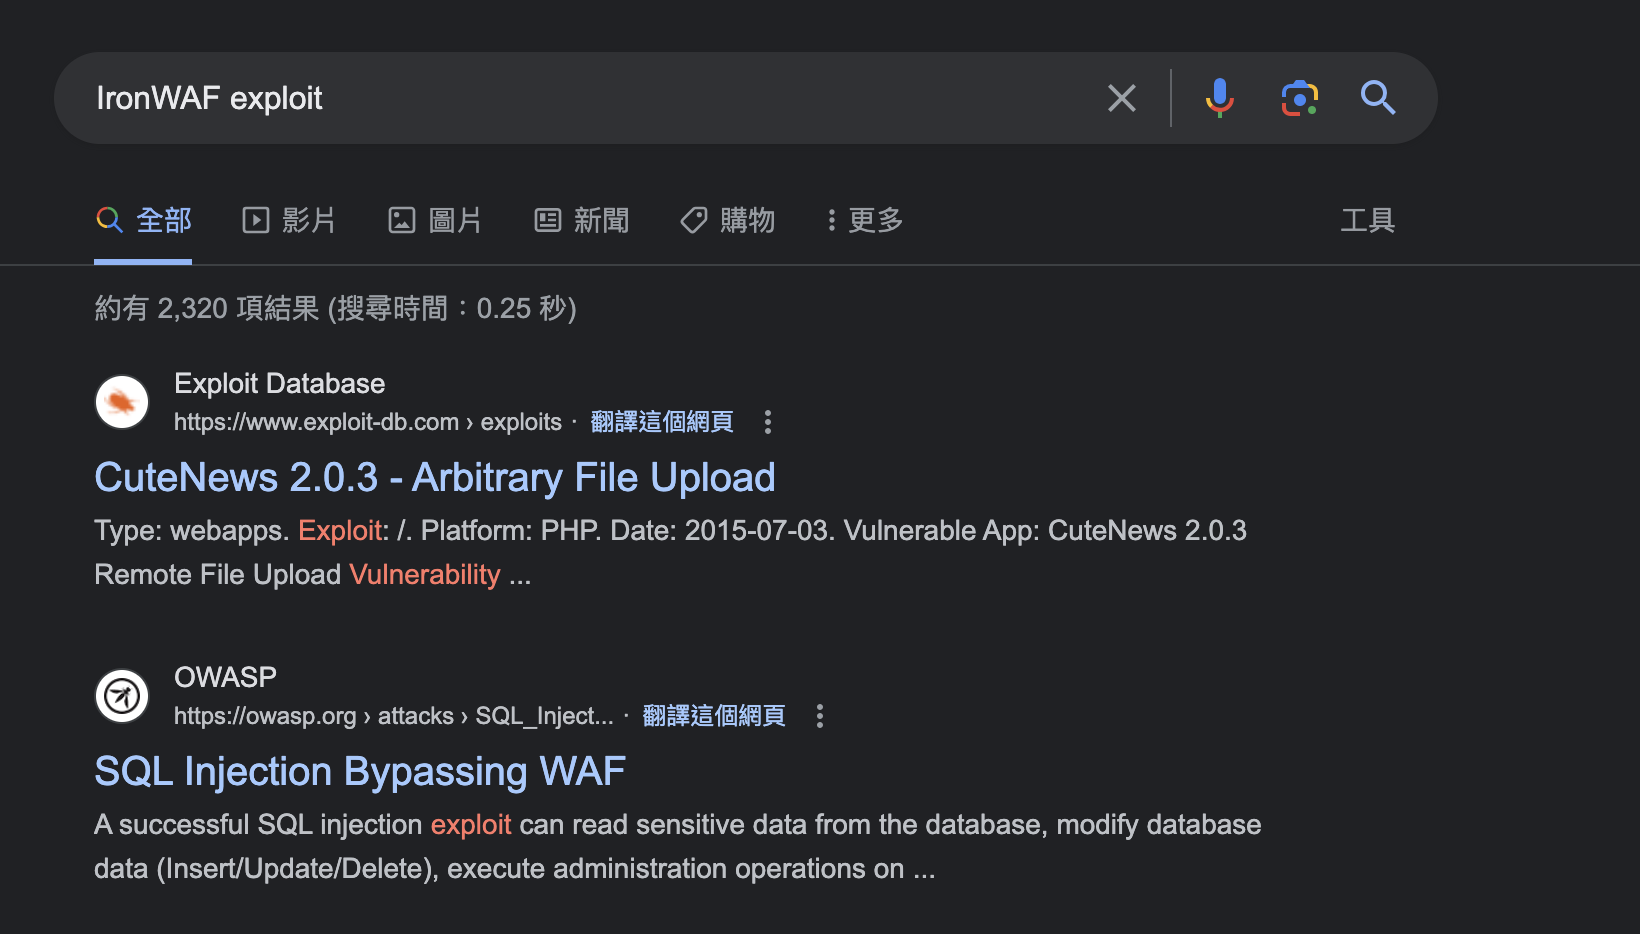 IronWAF exploit
全部 影片 圖片 新聞 購物 更多 工具
約有 2,320 項結果 (搜尋時間：0.25 秒)
Exploit Database
https://www.exploit-db.com › exploits · 翻譯這個網頁
CuteNews 2.0.3 - Arbitrary File Upload
Type: webapps. Exploit: /. Platform: PHP. Date: 2015-07-03. Vulnerable App: CuteNews 2.0.3
Remote File Upload Vulnerability ...
OWASP
https://owasp.org › attacks › SQL_Inject... · 翻譯這個網頁
SQL Injection Bypassing WAF
A successful SQL injection exploit can read sensitive data from the database, modify database
data (Insert/Update/Delete), execute administration operations on ...